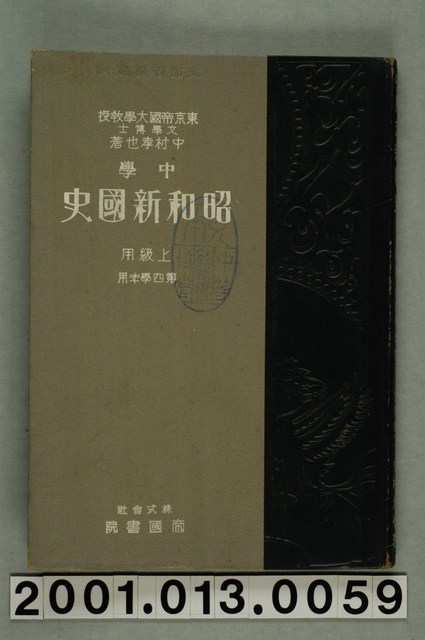 東京帝國大學教授
文學博士
中村孝也著
中學
昭和新國史
上級用
第四學年用
株式會社
帝國書院
2001.013.0059